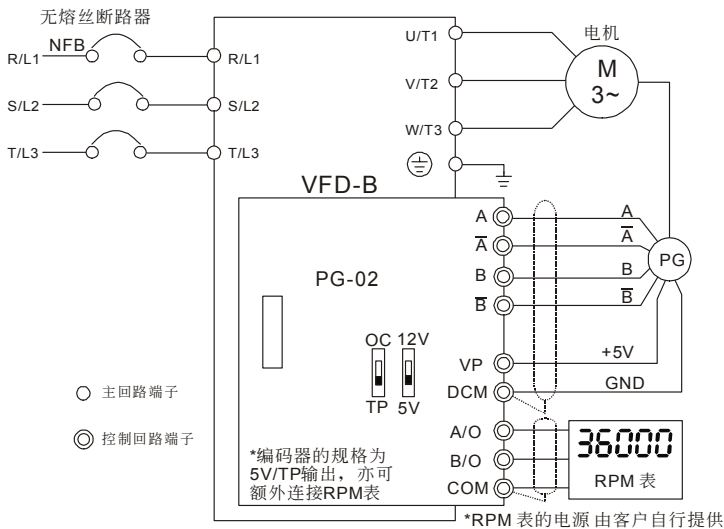 无熔丝断路器
NFB
R/L1
R/L1
S/L2
S/L2
T/L3
T/L3
U/T1
V/T2
W/T3
电机
M
3~
VFD-B
PG-02
OC 12V
TP 5V
A
A
B
B
VP
DCM
A/O
B/O
COM
A
A
B
B
+5V
GND
PG
36000
RPM 表
○ 主回路端子
◎ 控制回路端子
*编码器的规格为
5V/TP输出，亦可
额外连接RPM表
*RPM 表的电源 由客户自行提供